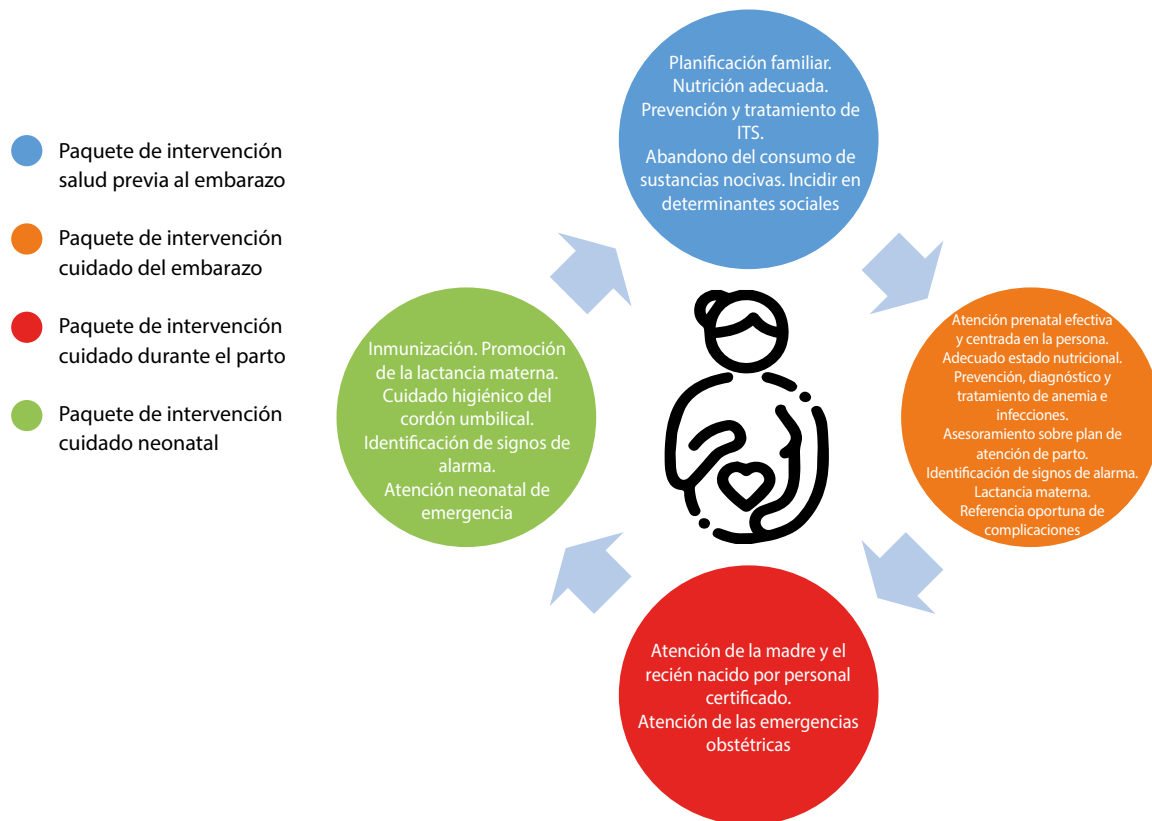 Planificación familiar.
Nutrición adecuada.
Prevención y tratamiento de
ITS.
Abandono del consumo de
sustancias nocivas. Incidir en
determinantes sociales
Paquete de intervención
salud previa al embarazo
Paquete de intervención
cuidado del embarazo
Paquete de intervención
cuidado durante el parto
Paquete de intervención
cuidado neonatal
Inmunización. Promoción
de la lactancia materna.
Cuidado higiénico del
cordón umbilical.
Identificación de signos de
alarma.
Atención neonatal de
emergencia
Atención prenatal efectiva
y centrada en la persona.
Adecuado estado nutricional.
Prevención, diagnóstico y
tratamiento de anemia e
infecciones.
Asesoramiento sobre plan de
atención de parto.
Identificación de signos de alarma.
Lactancia materna.
Referencia oportuna de
complicaciones
Atención de la madre y el
recién nacido por personal
certificado.
Atención de las emergencias
obstétricas